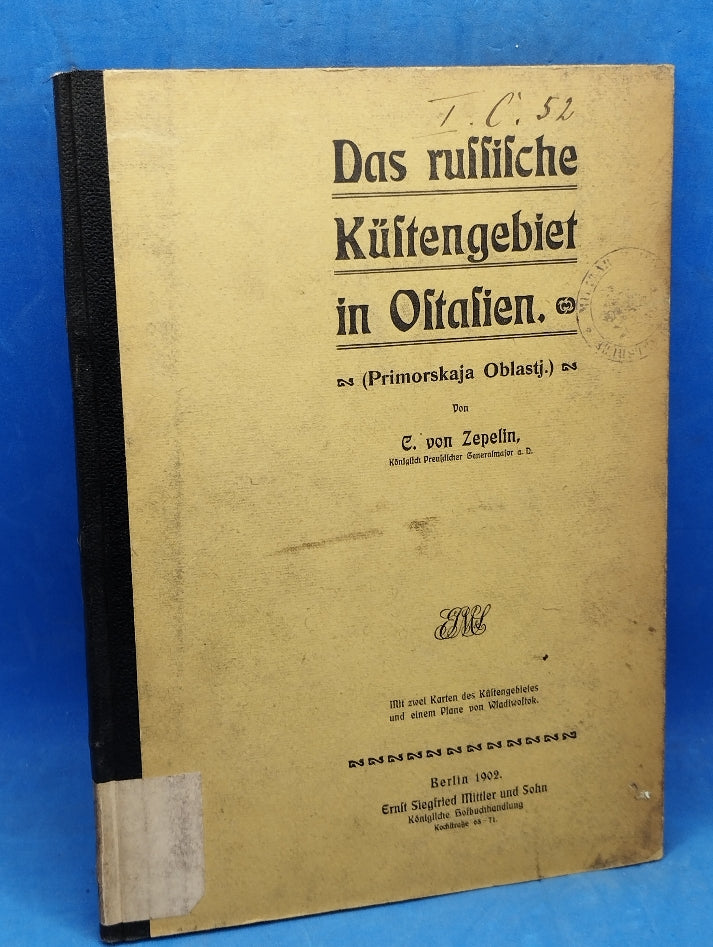 I. C. 52
Das russische
Küstengebiet
in Ostasien.
(Primorskaja Oblastj.)
Von
C. von Zepelin,
Königlich Preußischer Generalmajor a. D.
ESMS
Mit zwei Karten des Küstengebietes
und einem Plane von Wladiwostok.
Berlin 1902.
Ernst Siegfried Mittler und Sohn
Königliche Hofbuchhandlung
Kochstraße 68–71.